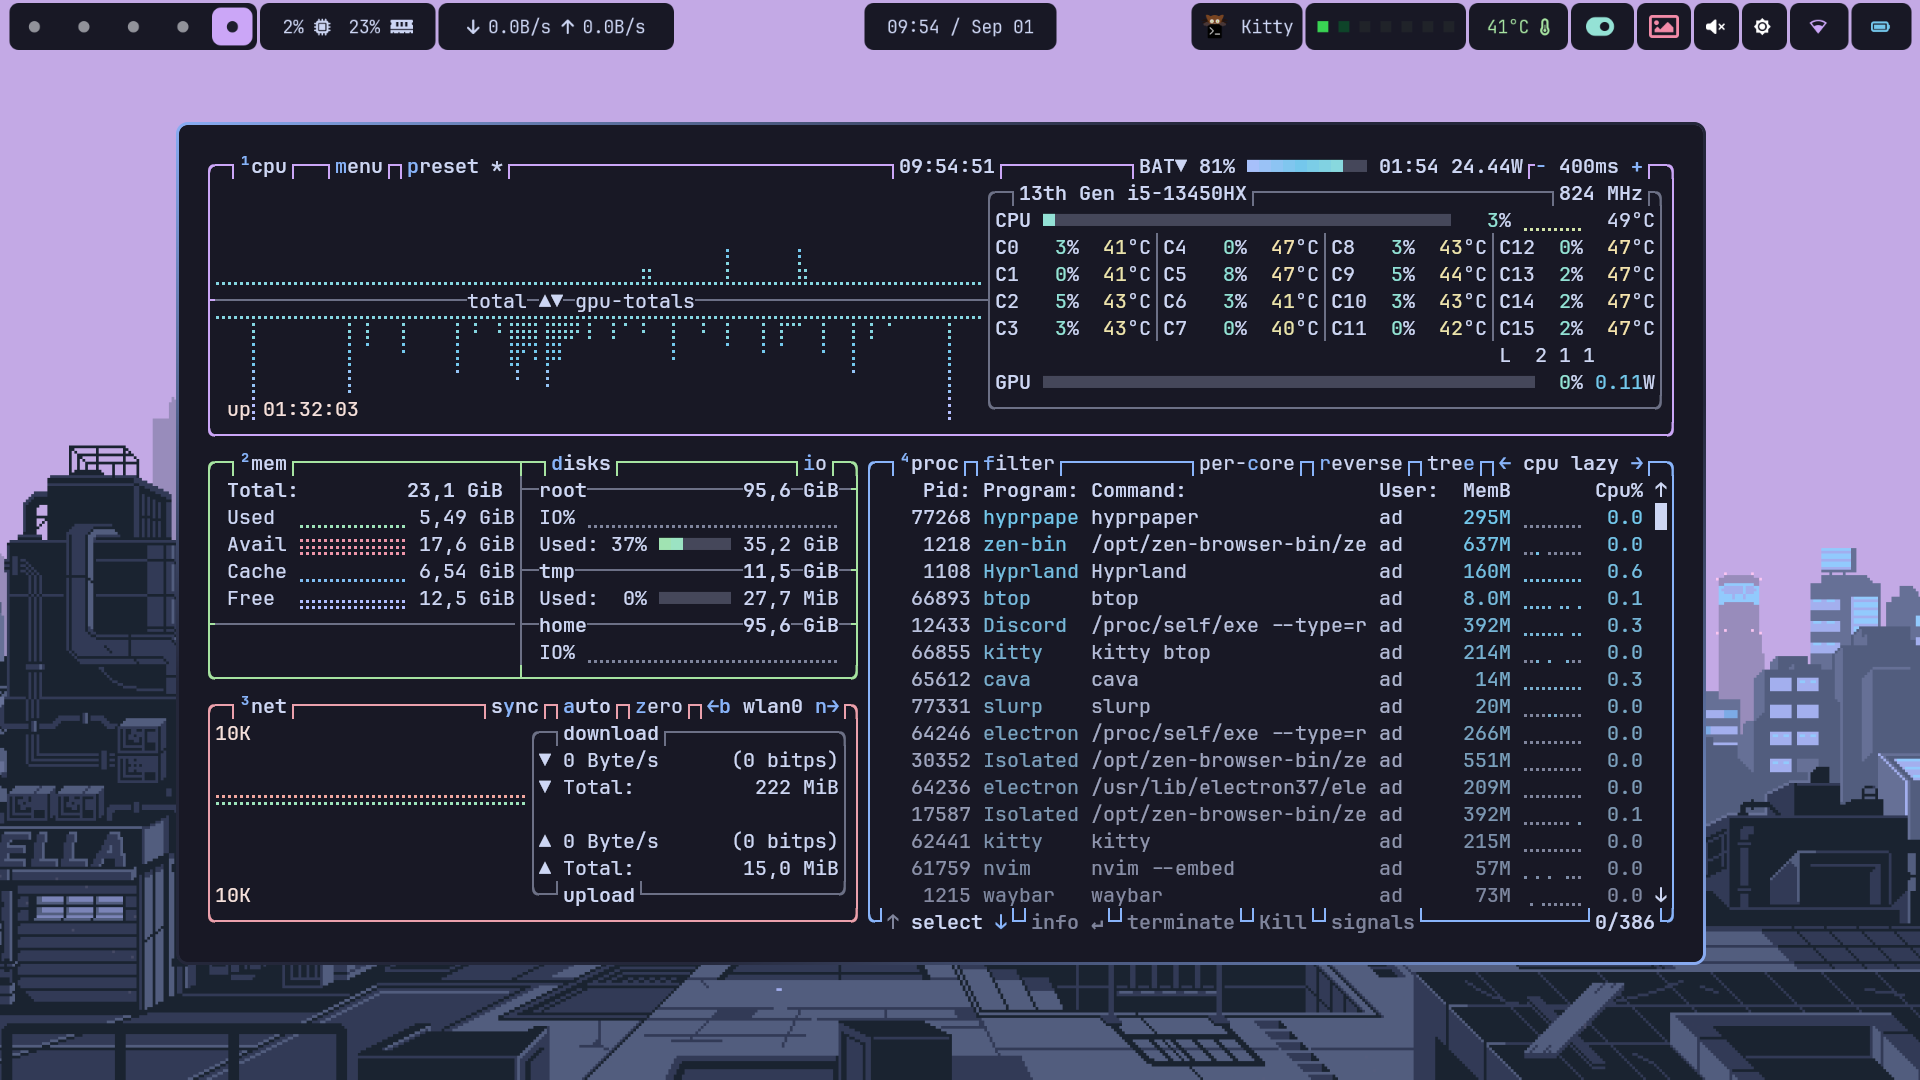 2% 23% ↓ 0.0B/s ↑ 0.0B/s 09:54 / Sep 01 Kitty 41°C
1cpu menu preset * 09:54:51 BAT▼ 81% 01:54 24.44W - 400ms +
13th Gen i5-13450HX 824 MHz
CPU 3% 49°C
C0 3% 41°C C4 0% 47°C C8 3% 43°C C12 0% 47°C
C1 0% 41°C C5 8% 47°C C9 5% 44°C C13 2% 47°C
total ▲▼ gpu-totals
C2 5% 43°C C6 3% 41°C C10 3% 43°C C14 2% 47°C
C3 3% 43°C C7 0% 40°C C11 0% 42°C C15 2% 47°C
L 2 1 1
GPU 0% 0.11W
up 01:32:03
2mem
Total: 23,1 GiB
Used 5,49 GiB
Avail 17,6 GiB
Cache 6,54 GiB
Free 12,5 GiB
disks io
root 95,6 GiB
IO%
Used: 37% 35,2 GiB
tmp 11,5 GiB
Used: 0% 27,7 MiB
home 95,6 GiB
IO%
3net sync auto zero ←b wlan0 n→
10K
download
▼ 0 Byte/s (0 bitps)
▼ Total: 222 MiB
▲ 0 Byte/s (0 bitps)
▲ Total: 15,0 MiB
10K
upload
4proc filter per-core reverse tree ← cpu lazy →
Pid: Program: Command: User: MemB Cpu% ↑
77268 hyprpape hyprpaper ad 295M 0.0
1218 zen-bin /opt/zen-browser-bin/ze ad 637M 0.0
1108 Hyprland Hyprland ad 160M 0.6
66893 btop btop ad 8.0M 0.1
12433 Discord /proc/self/exe --type=r ad 392M 0.3
66855 kitty kitty btop ad 214M 0.0
65612 cava cava ad 14M 0.3
77331 slurp slurp ad 20M 0.0
64246 electron /proc/self/exe --type=r ad 266M 0.0
30352 Isolated /opt/zen-browser-bin/ze ad 551M 0.0
64236 electron /usr/lib/electron37/ele ad 209M 0.0
17587 Isolated /opt/zen-browser-bin/ze ad 392M 0.1
62441 kitty kitty ad 215M 0.0
61759 nvim nvim --embed ad 57M 0.0
1215 waybar waybar ad 73M 0.0 ↓
↑ select ↓ info ↵ terminate Kill signals 0/386
ELLA